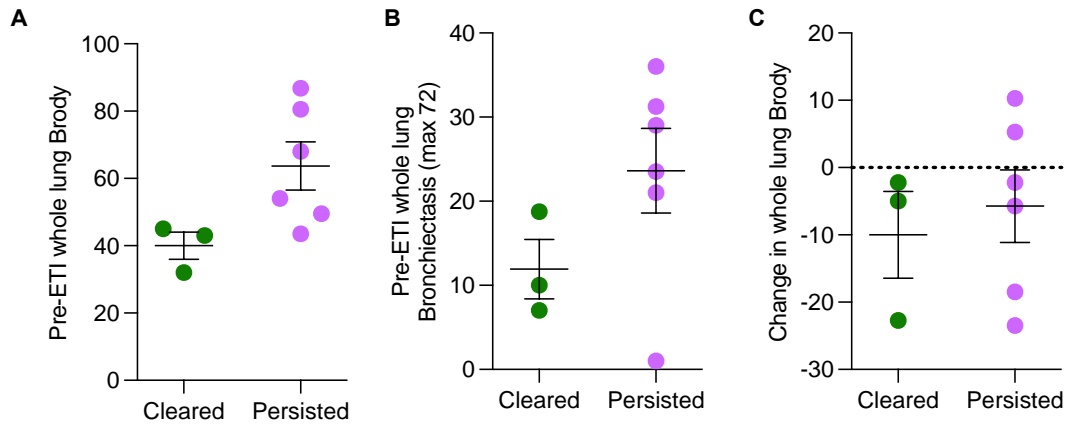 A
Pre-ETI whole lung Brody
100
80
60
40
20
0
Cleared
Persisted
B
Pre-ETI whole lung
Bronchiectasis (max 72)
40
30
20
10
0
Cleared
Persisted
C
Change in whole lung Brody
20
10
0
-10
-20
-30
Cleared
Persisted